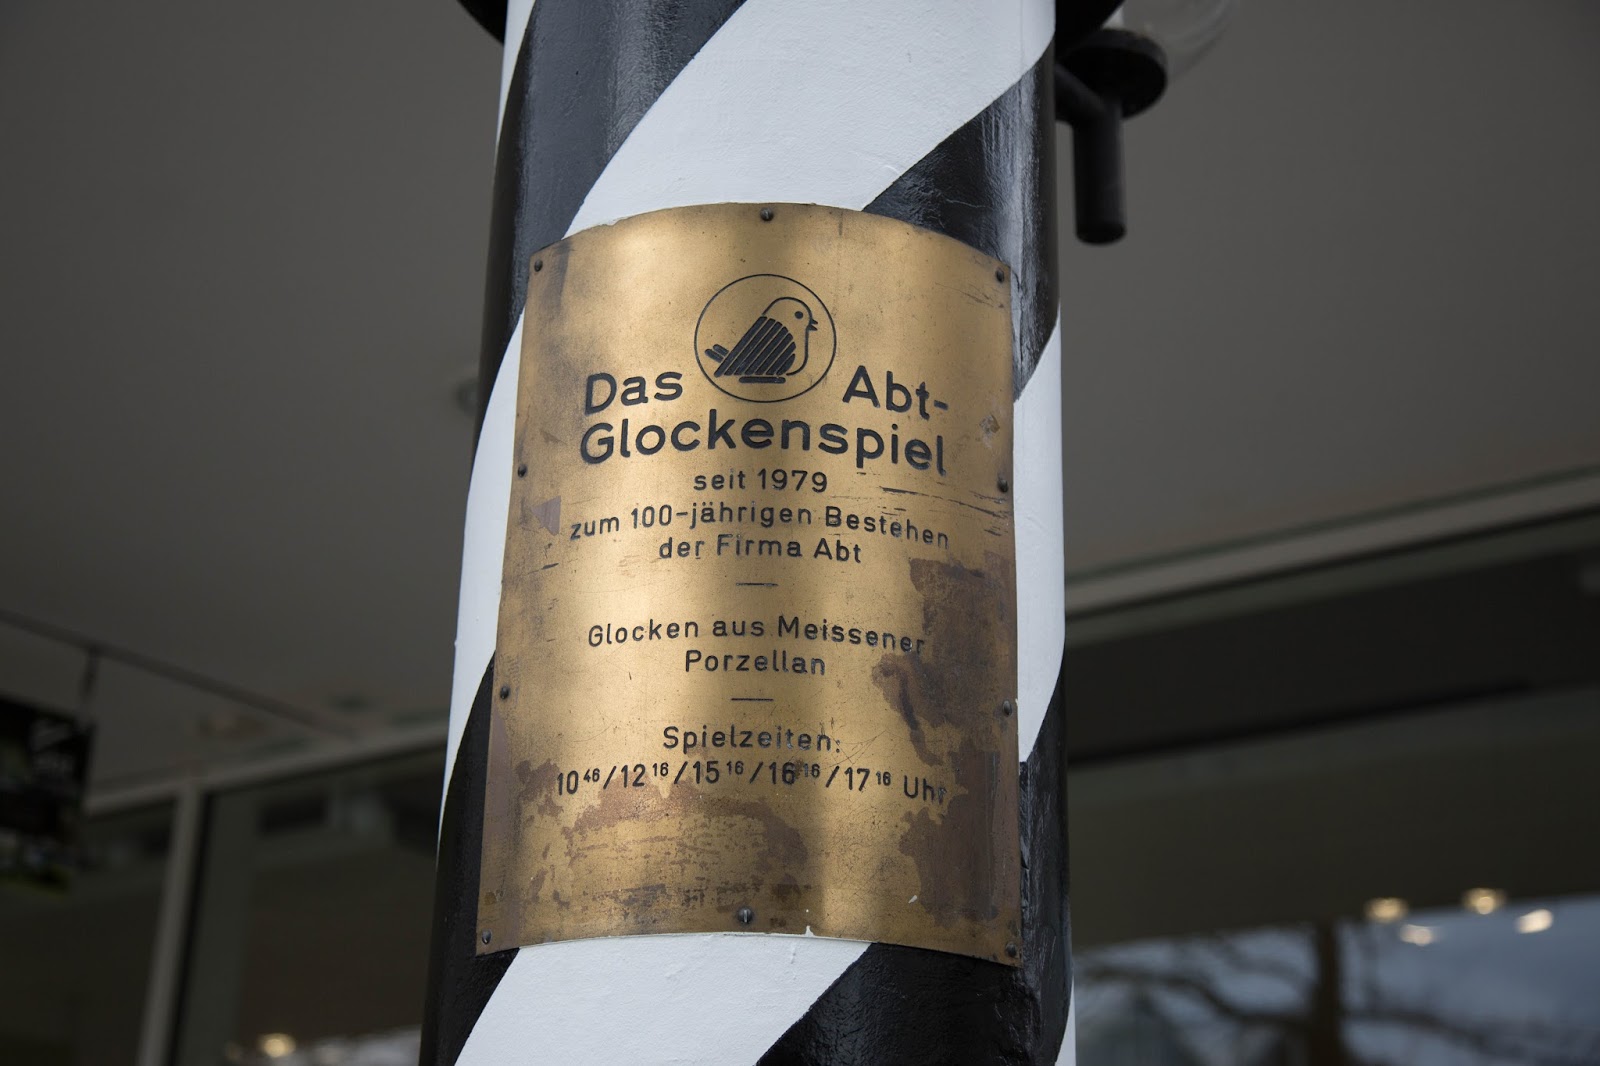 Das Abt-
Glockenspiel
seit 1979
zum 100-jährigen Bestehen
der Firma Abt
Glocken aus Meissener
Porzellan
Spielzeiten:
10⁴⁶/12¹⁶/15¹⁶/16¹⁶/17¹⁶ Uhr